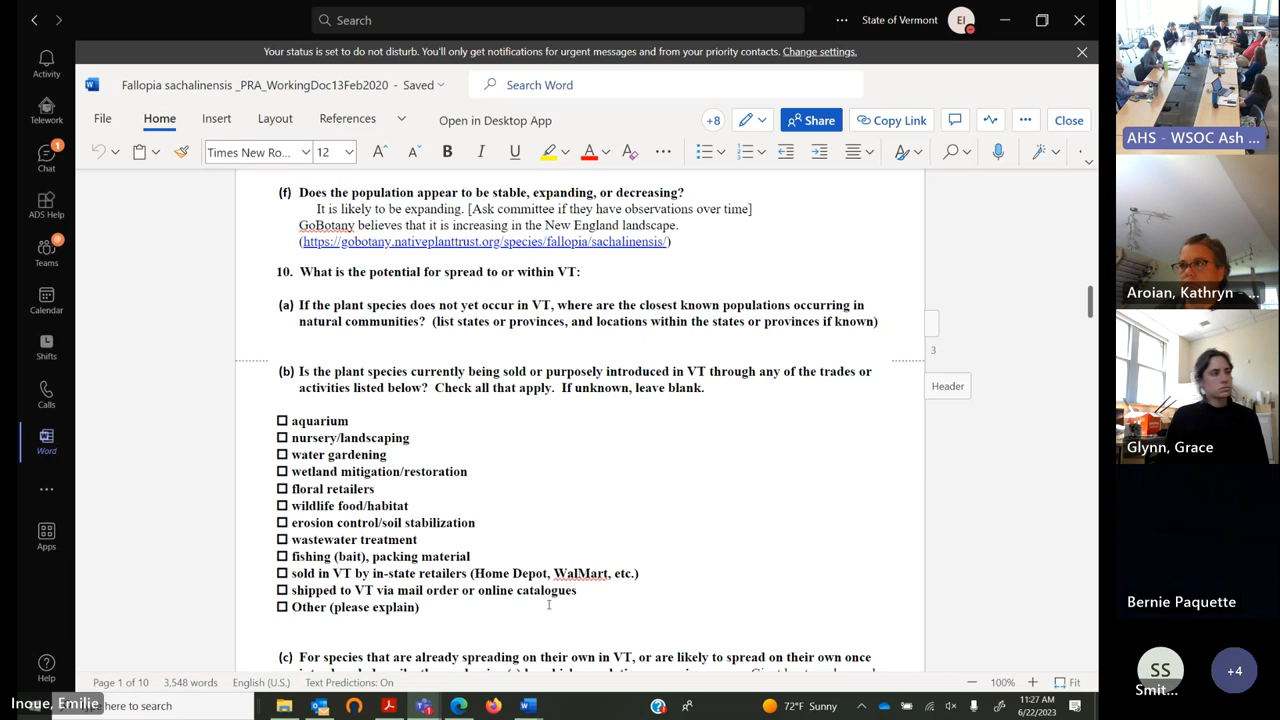 Search
State of Vermont
EI
Your status is set to do not disturb. You'll only get notifications for urgent messages and from your priority contacts. Change settings.
Activity
Telework
Chat
1
ADS Help
Teams
@
Calendar
Shifts
Calls
Word
Apps
Help
Fallopia sachalinensis _PRA_WorkingDoc13Feb2020 - Saved
Search Word
File
Home
Insert
Layout
References
Open in Desktop App
+8
Share
Copy Link
Close
Times New Ro...
12
B
I
U
A
(f) Does the population appear to be stable, expanding, or decreasing?
It is likely to be expanding. [Ask committee if they have observations over time]
GoBotany believes that it is increasing in the New England landscape.
(https://gobotany.nativeplanttrust.org/species/fallopia/sachalinensis/)
10. What is the potential for spread to or within VT:
(a) If the plant species does not yet occur in VT, where are the closest known populations occurring in
natural communities? (list states or provinces, and locations within the states or provinces if known)
3
Header
(b) Is the plant species currently being sold or purposely introduced in VT through any of the trades or
activities listed below? Check all that apply. If unknown, leave blank.
☐ aquarium
☐ nursery/landscaping
☐ water gardening
☐ wetland mitigation/restoration
☐ floral retailers
☐ wildlife food/habitat
☐ erosion control/soil stabilization
☐ wastewater treatment
☐ fishing (bait), packing material
☐ sold in VT by in-state retailers (Home Depot, WalMart, etc.)
☐ shipped to VT via mail order or online catalogues
☐ Other (please explain)
(c) For species that are already spreading on their own in VT, or are likely to spread on their own once
Page 1 of 10
3,548 words
English (U.S.)
Text Predictions: On
100%
Fit
Inoue, Emilie
here to search
72°F Sunny
11:27 AM
6/22/2023
AHS - WSOC Ash ...
Aroian, Kathryn - ...
Glynn, Grace
Bernie Paquette
SS
Smit...
+4